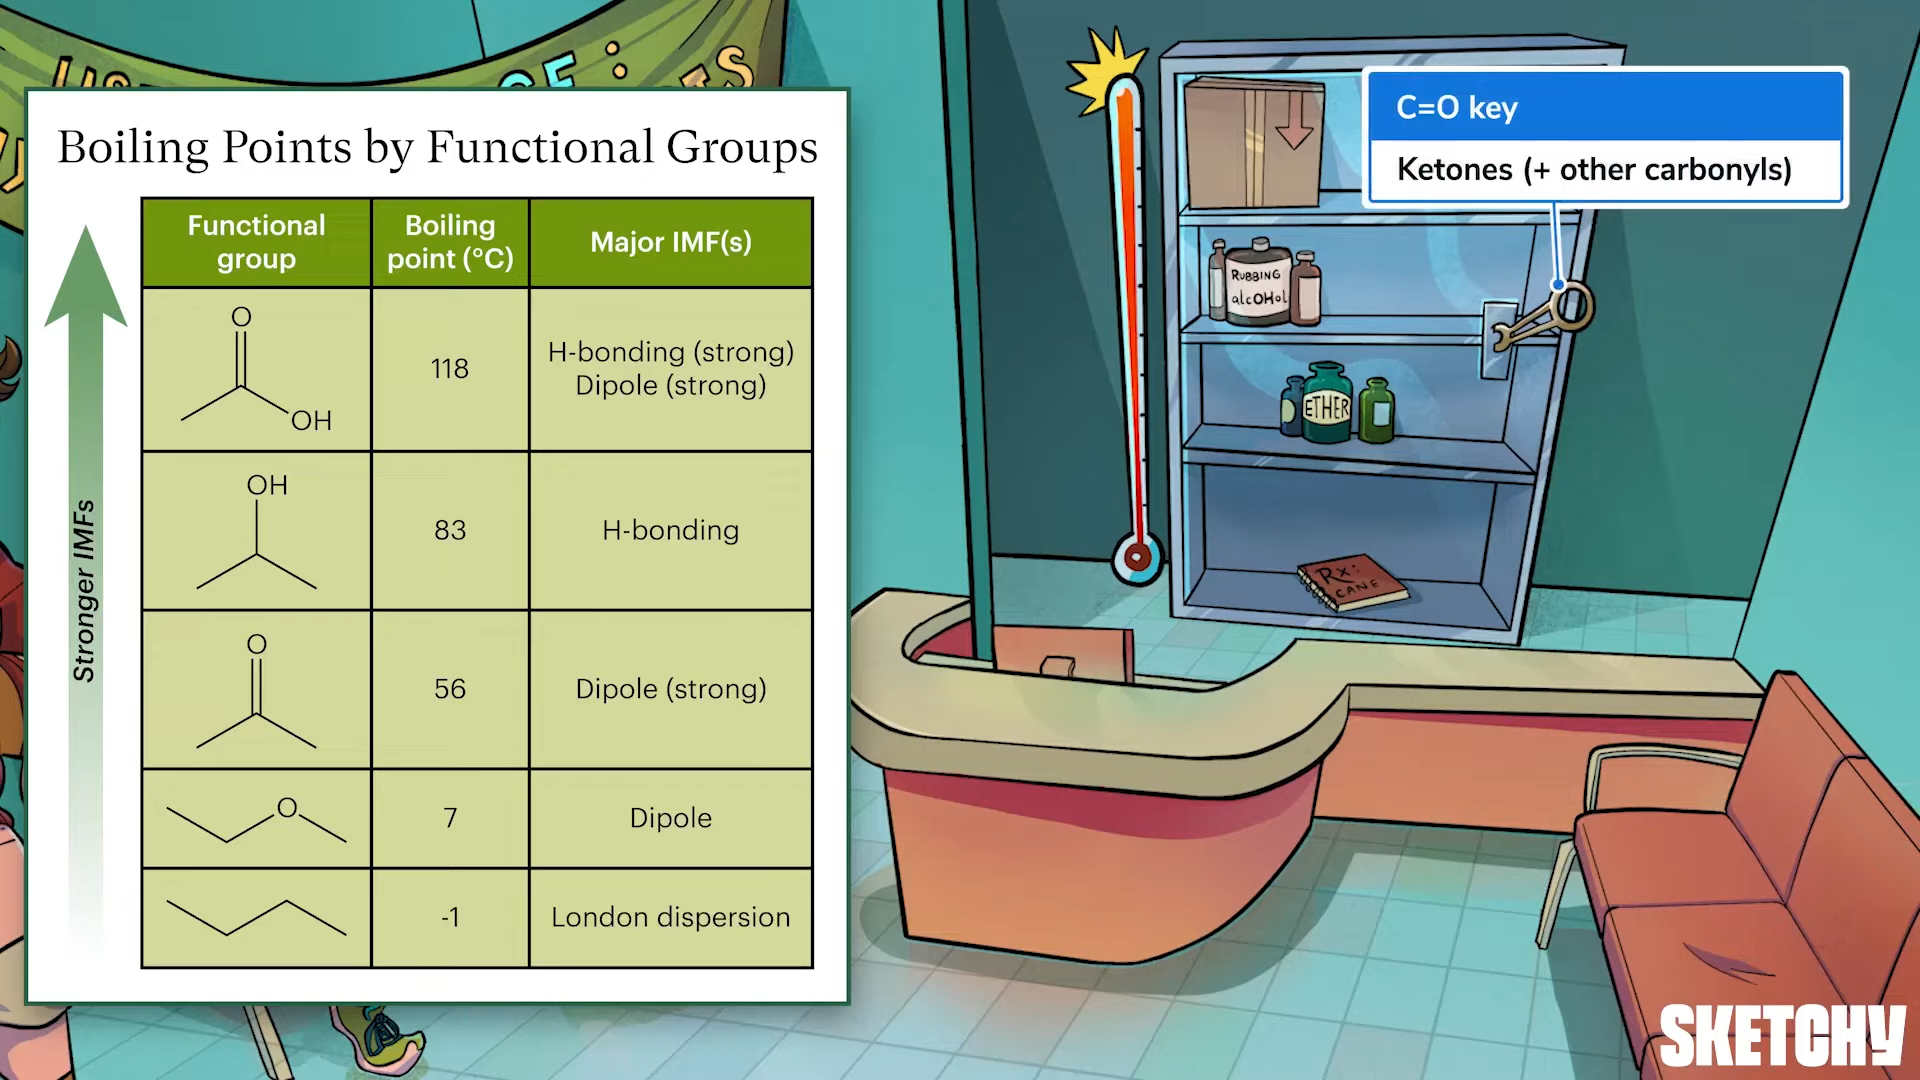 Boiling Points by Functional Groups
Functional
group
Boiling
point (°C)
Major IMF(s)
O
OH
118
H-bonding (strong)
Dipole (strong)
OH
83
H-bonding
O
56
Dipole (strong)
O
7
Dipole
-1
London dispersion
Stronger IMFs
C=O key
Ketones (+ other carbonyls)
RUBBING
alcOHol
ETHER
Rx:
CANE
SKETCHY